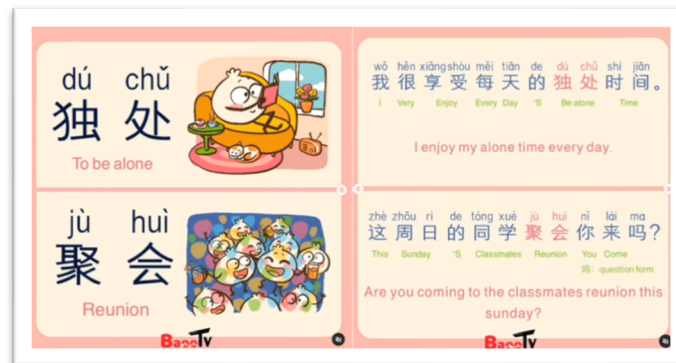 dú chǔ
独 处
To be alone
wǒ hěn xiǎngshòu měi tiān de dú chǔ shí jiān
我 很 享 受 每 天 的 独 处 时 间。
I Very Enjoy Every Day 'S Be alone Time
I enjoy my alone time every day.
jù huì
聚 会
Reunion
zhè zhōu rì de tóng xué jù huì nǐ lái ma
这 周 日 的 同 学 聚 会 你 来 吗?
This Sunday 'S Classmates Reunion You Come
吗: question form
Are you coming to the classmates reunion this
sunday?
BaooTv
BaooTv